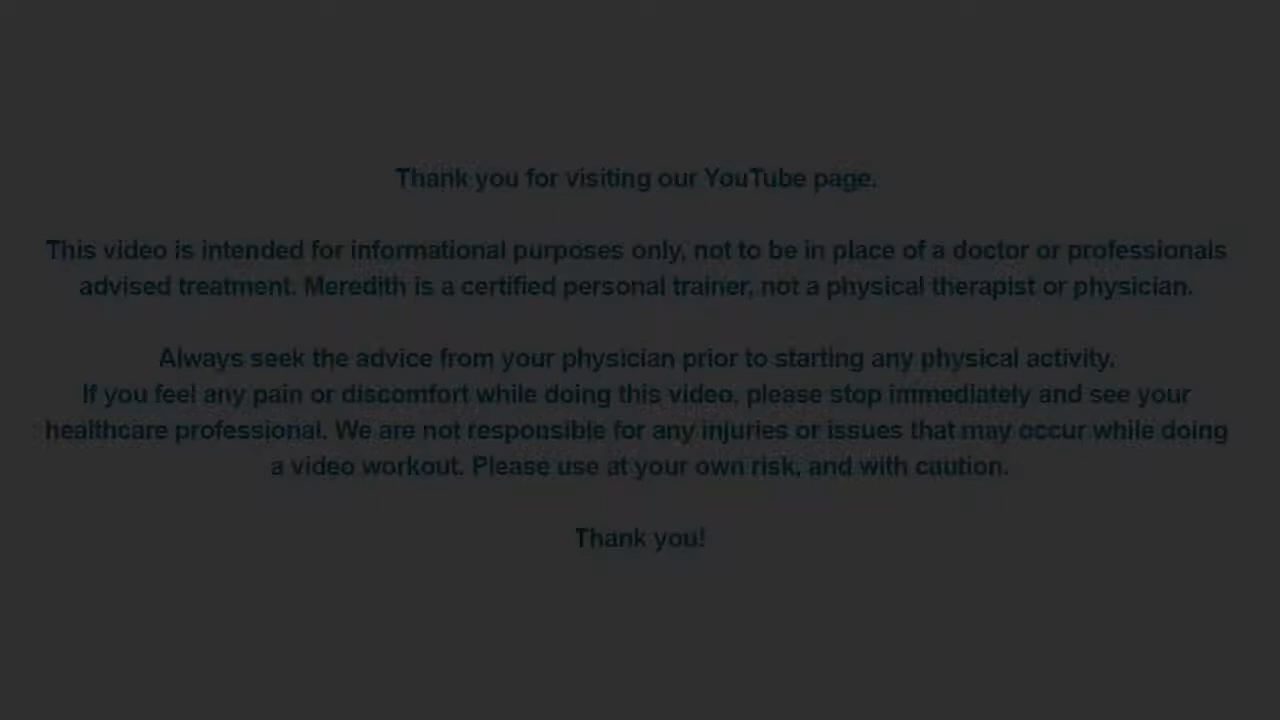 Thank you for visiting our YouTube page.
This video is intended for informational purposes only, not to be in place of a doctor or professionals
advised treatment. Meredith is a certified personal trainer, not a physical therapist or physician.
Always seek the advice from your physician prior to starting any physical activity.
If you feel any pain or discomfort while doing this video, please stop immediately and see your
healthcare professional. We are not responsible for any injuries or issues that may occur while doing
a video workout. Please use at your own risk, and with caution.
Thank you!